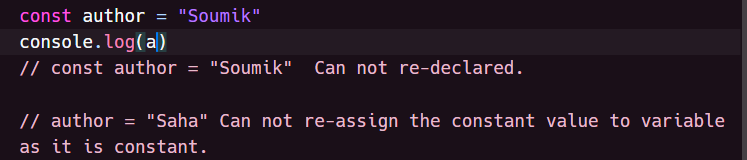 const author = "Soumik"
console.log(a)
// const author = "Soumik"  Can not re-declared.
// author = "Saha" Can not re-assign the constant value to variable
as it is constant.